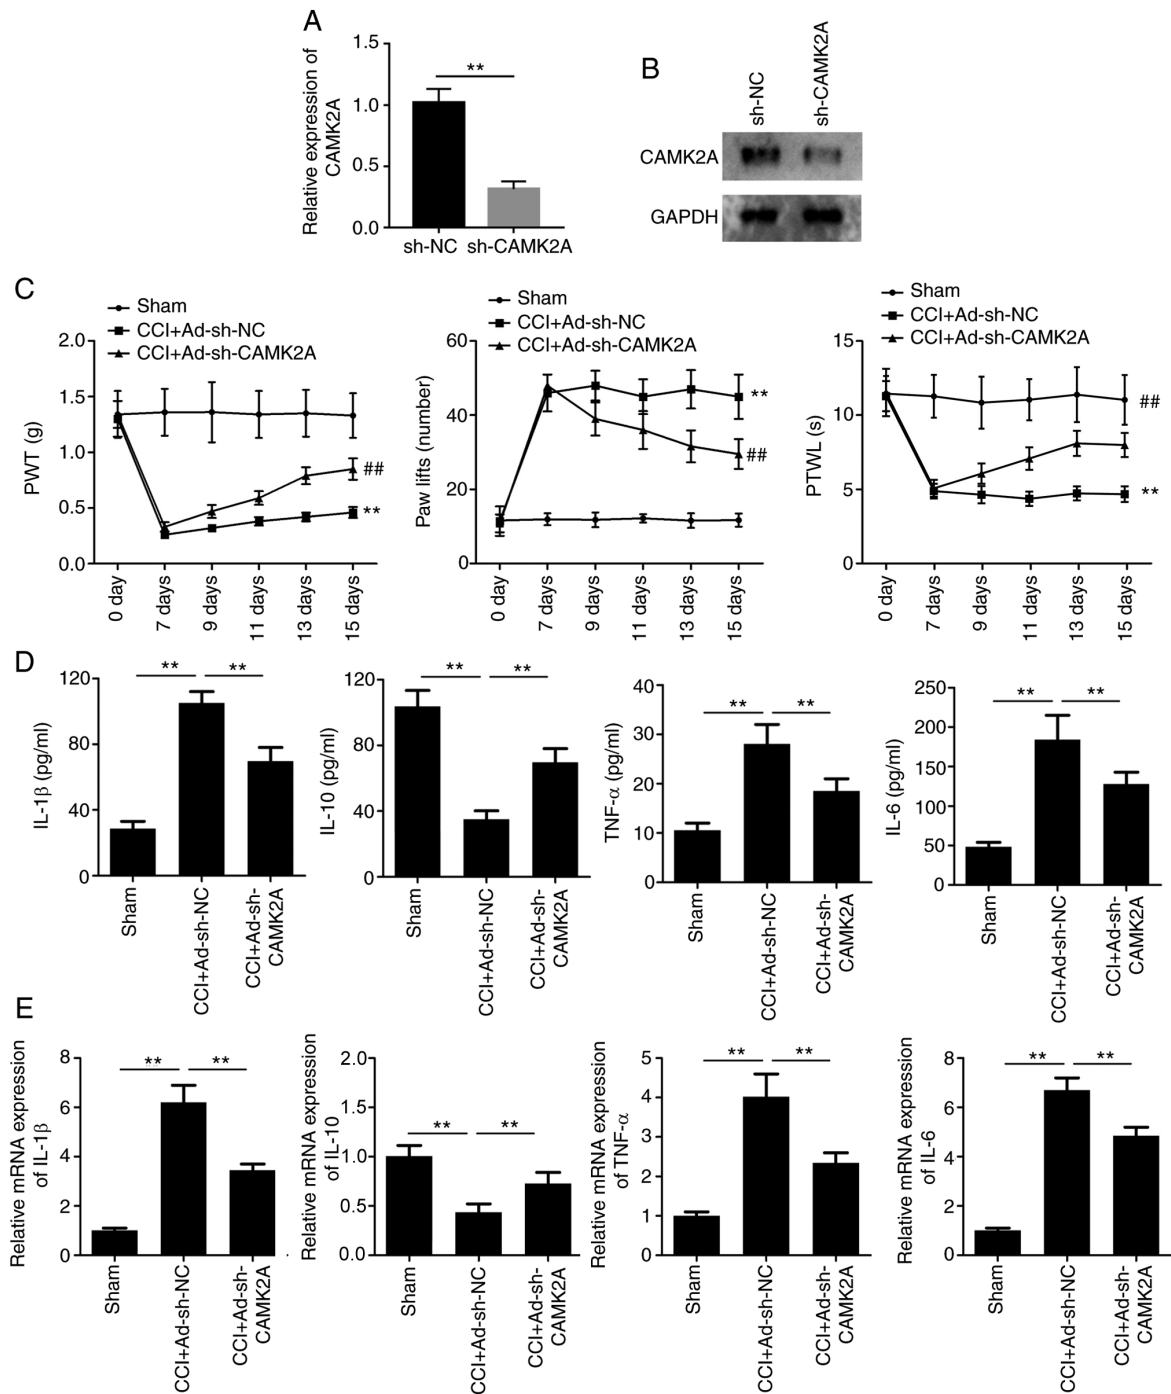 A
Relative expression of
CAMK2A
1.5
1.0
0.5
0.0
**
sh-NC
sh-CAMK2A
B
sh-NC
sh-CAMK2A
CAMK2A
GAPDH
C
Sham
CCI+Ad-sh-NC
CCI+Ad-sh-CAMK2A
PWT (g)
2.0
1.5
1.0
0.5
0.0
##
**
0 day
7 days
9 days
11 days
13 days
15 days
Sham
CCI+Ad-sh-NC
CCI+Ad-sh-CAMK2A
Paw lifts (number)
60
40
20
0
**
##
0 day
7 days
9 days
11 days
13 days
15 days
Sham
CCI+Ad-sh-NC
CCI+Ad-sh-CAMK2A
PTWL (s)
15
10
5
0
##
**
0 day
7 days
9 days
11 days
13 days
15 days
D
IL-1β (pg/ml)
120
80
40
0
** **
Sham
CCI+Ad-sh-NC
CCI+Ad-sh-
CAMK2A
IL-10 (pg/ml)
120
80
40
0
** **
Sham
CCI+Ad-sh-NC
CCI+Ad-sh-
CAMK2A
TNF-α (pg/ml)
40
30
20
10
0
** **
Sham
CCI+Ad-sh-NC
CCI+Ad-sh-
CAMK2A
IL-6 (pg/ml)
250
200
150
100
50
0
** **
Sham
CCI+Ad-sh-NC
CCI+Ad-sh-
CAMK2A
E
Relative mRNA expression
of IL-1β
8
6
4
2
0
** **
Sham
CCI+Ad-sh-NC
CCI+Ad-sh-
CAMK2A
Relative mRNA expression
of IL-10
2.0
1.5
1.0
0.5
0.0
** **
Sham
CCI+Ad-sh-NC
CCI+Ad-sh-
CAMK2A
Relative mRNA expression
of TNF-α
5
4
3
2
1
0
** **
Sham
CCI+Ad-sh-NC
CCI+Ad-sh-
CAMK2A
Relative mRNA expression
of IL-6
8
6
4
2
0
** **
Sham
CCI+Ad-sh-NC
CCI+Ad-sh-
CAMK2A